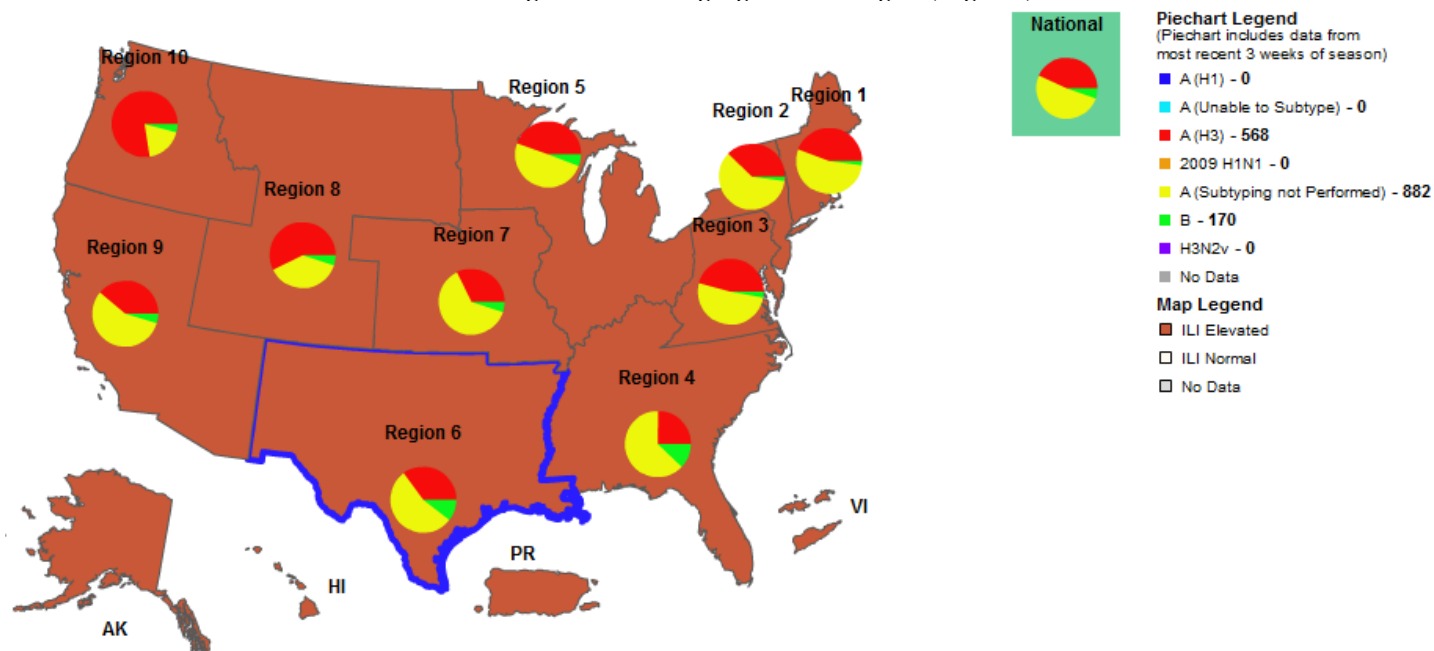 National
Piechart Legend
(Piechart includes data from
most recent 3 weeks of season)
A (H1) - 0
A (Unable to Subtype) - 0
A (H3) - 568
2009 H1N1 - 0
A (Subtyping not Performed) - 882
B - 170
H3N2v - 0
No Data
Map Legend
ILI Elevated
ILI Normal
No Data
Region 10
Region 5
Region 1
Region 2
Region 8
Region 3
Region 7
Region 9
Region 4
Region 6
VI
PR
HI
AK